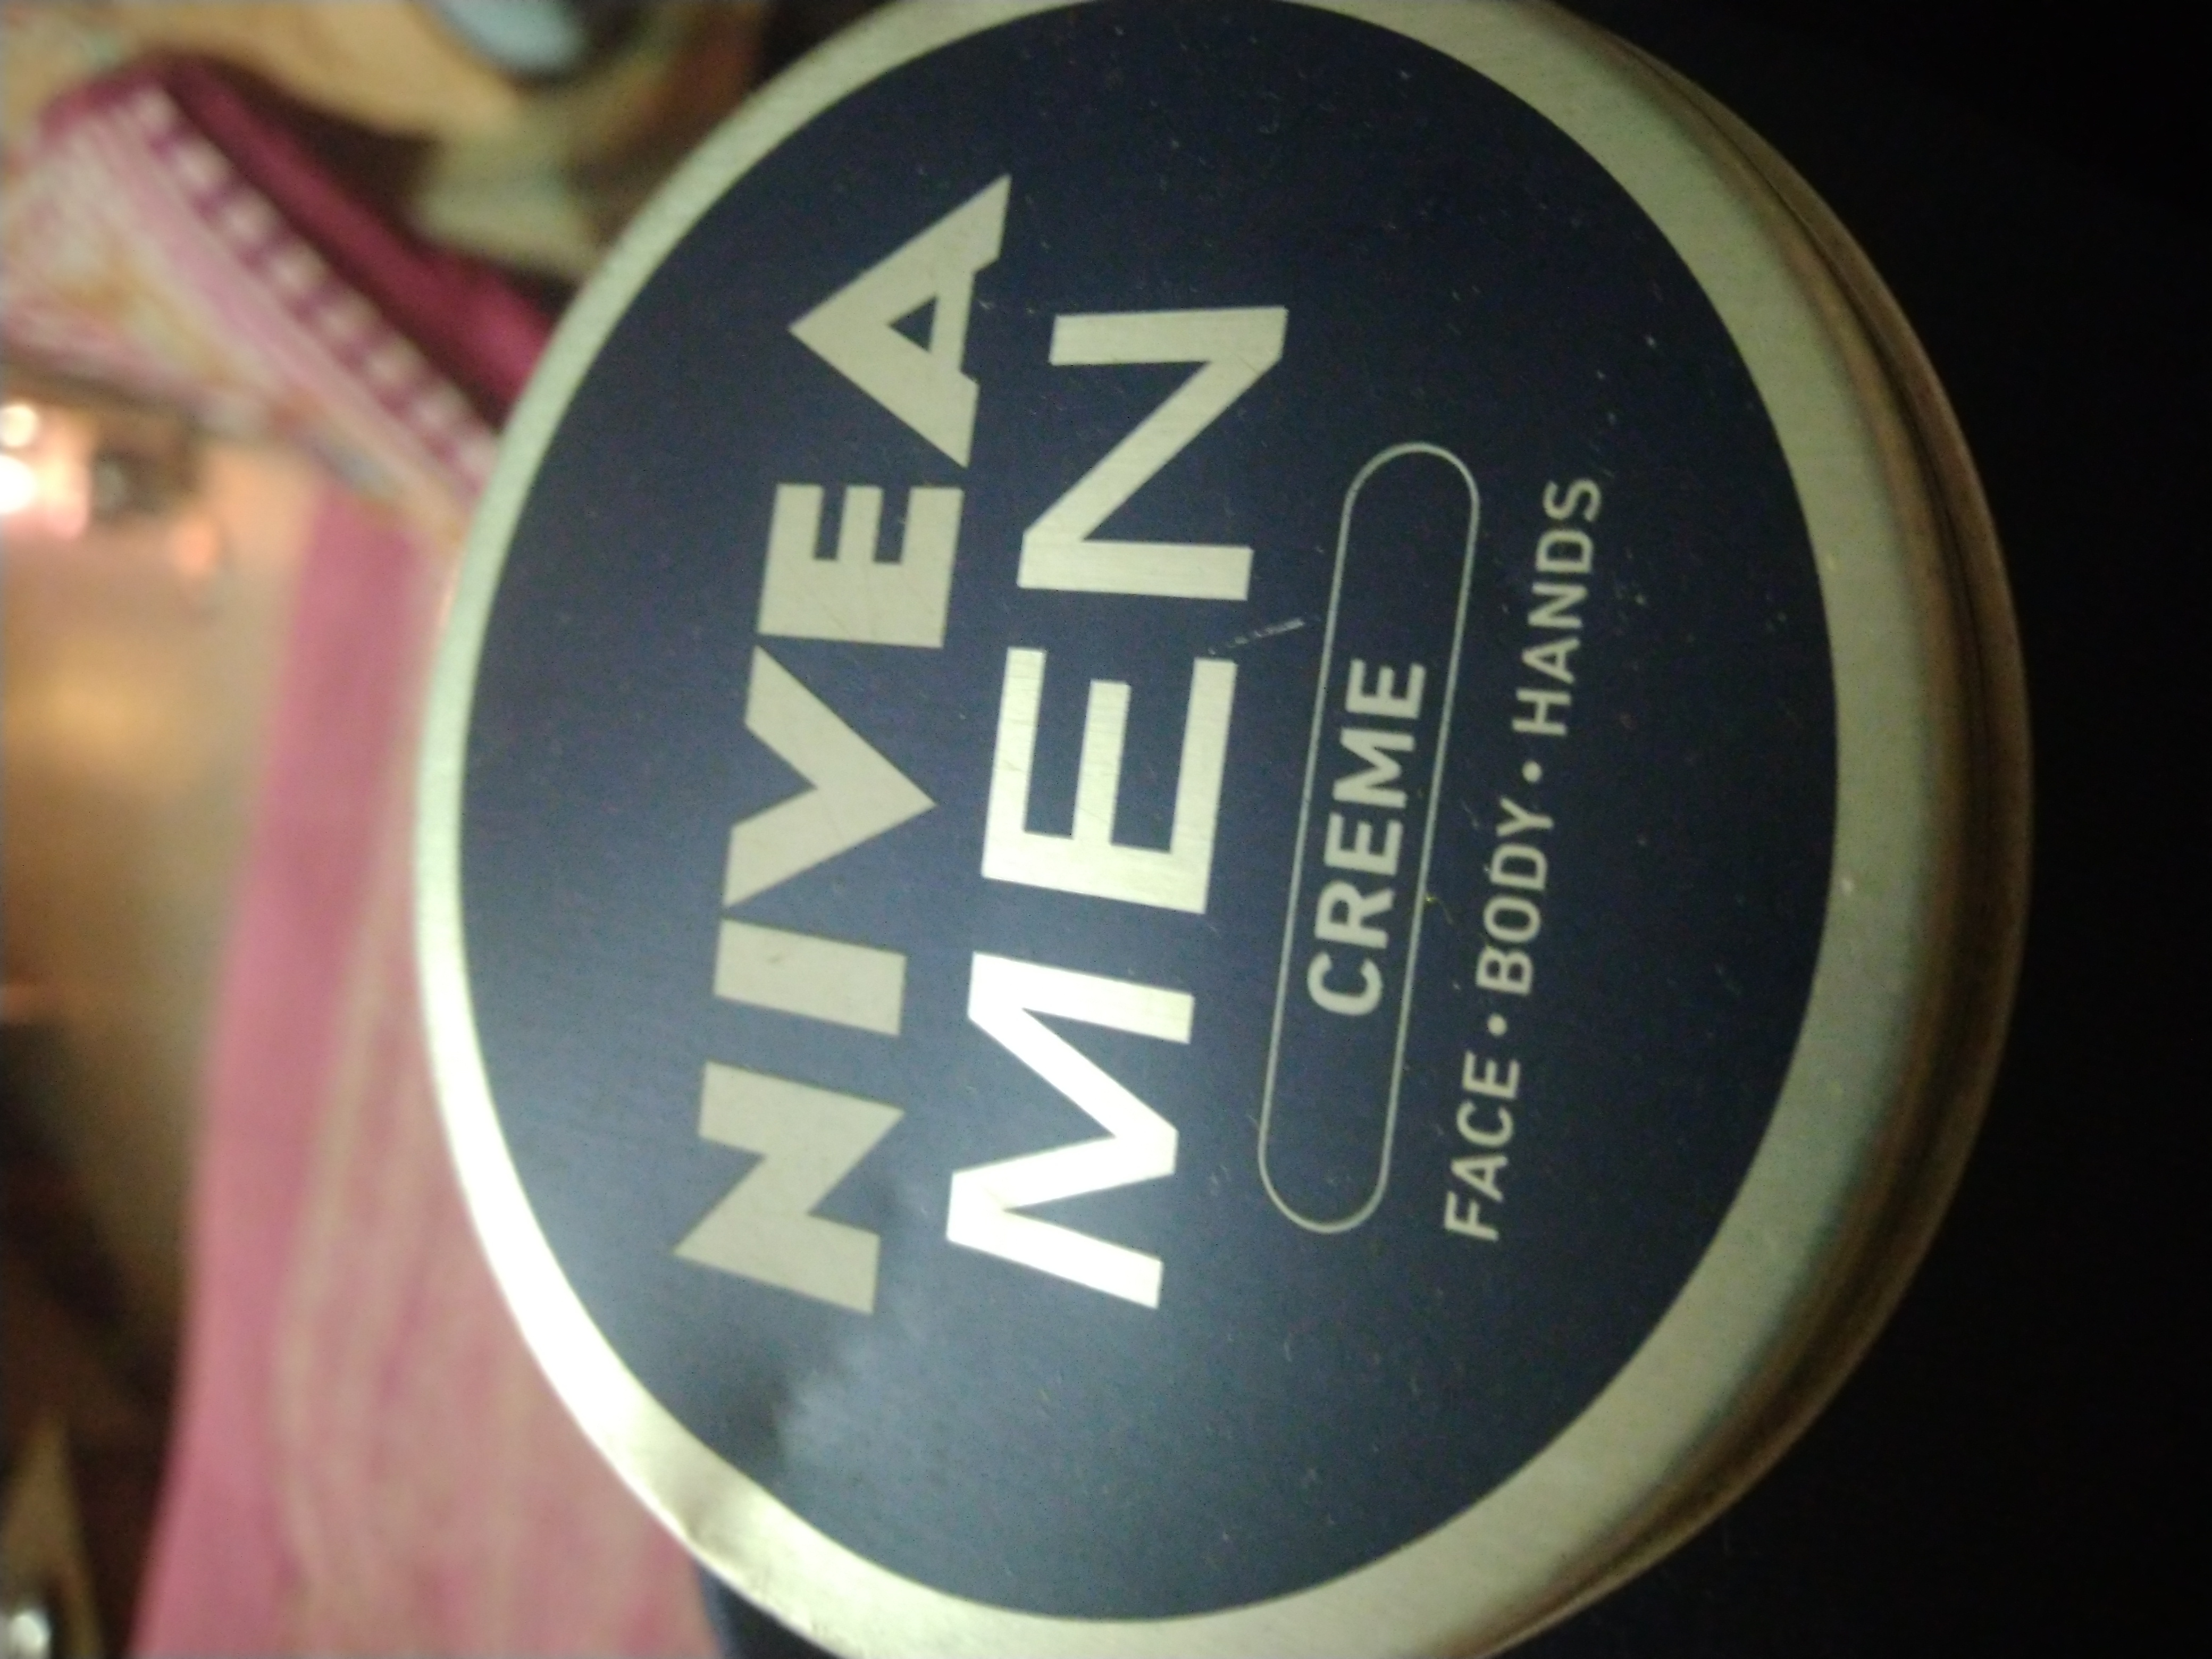 NIVEA
MEN
CREME
FACE • BODY • HANDS